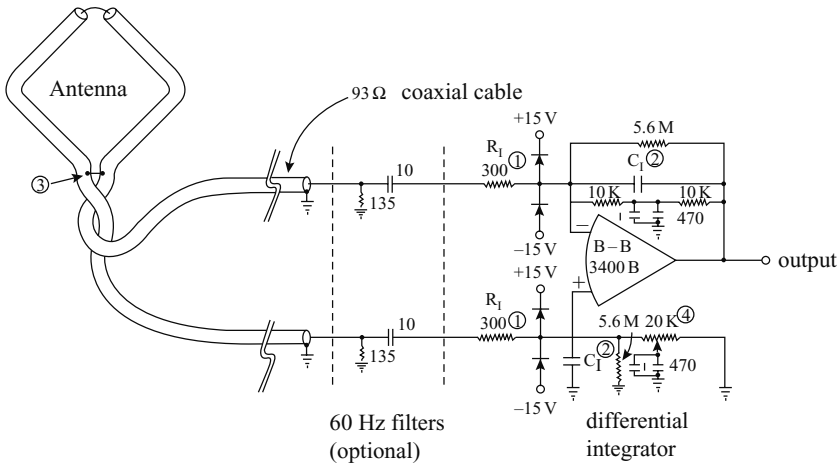 Antenna
③
93 Ω coaxial cable
10
135
R_I ①
300
+15 V
−15 V
5.6 M
C_I ②
10 K
10 K
1
470
−
+
B–B
3400 B
output
10
135
R_I
300 ①
+15 V
−15 V
C_I ②
5.6 M
20 K ④
1
470
60 Hz filters
(optional)
differential
integrator